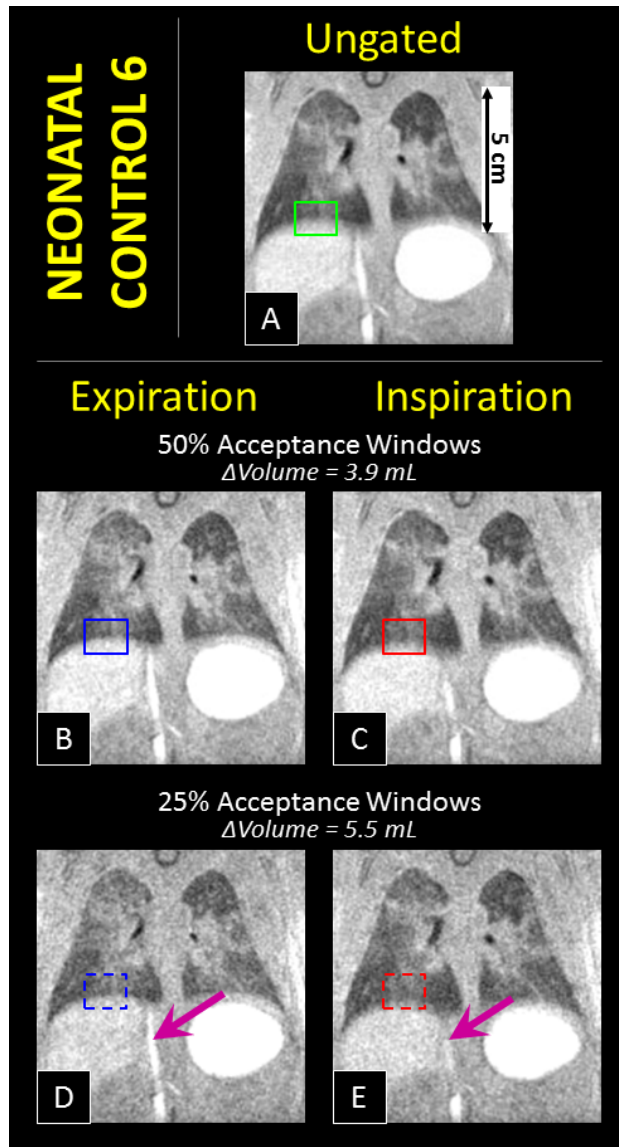 NEONATAL
CONTROL 6
Ungated
5 cm
A
Expiration
Inspiration
50% Acceptance Windows
ΔVolume = 3.9 mL
B
C
25% Acceptance Windows
ΔVolume = 5.5 mL
D
E